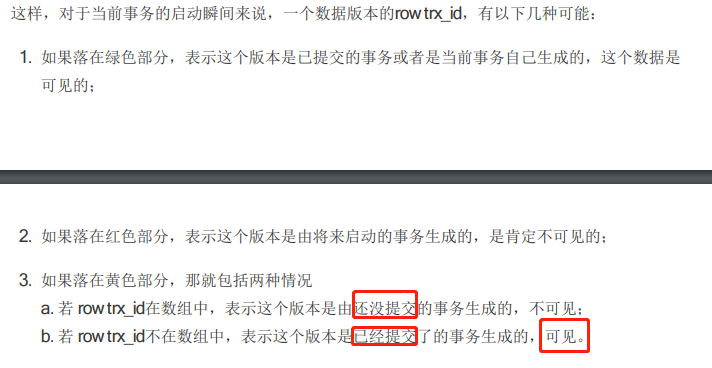 这样，对于当前事务的启动瞬间来说，一个数据版本的row trx_id，有以下几种可能：
1. 如果落在绿色部分，表示这个版本是已提交的事务或者是当前事务自己生成的，这个数据是
可见的；
2. 如果落在红色部分，表示这个版本是由将来启动的事务生成的，是肯定不可见的；
3. 如果落在黄色部分，那就包括两种情况
a. 若 row trx_id在数组中，表示这个版本是由还没提交的事务生成的，不可见；
b. 若 row trx_id不在数组中，表示这个版本是已经提交了的事务生成的，可见。